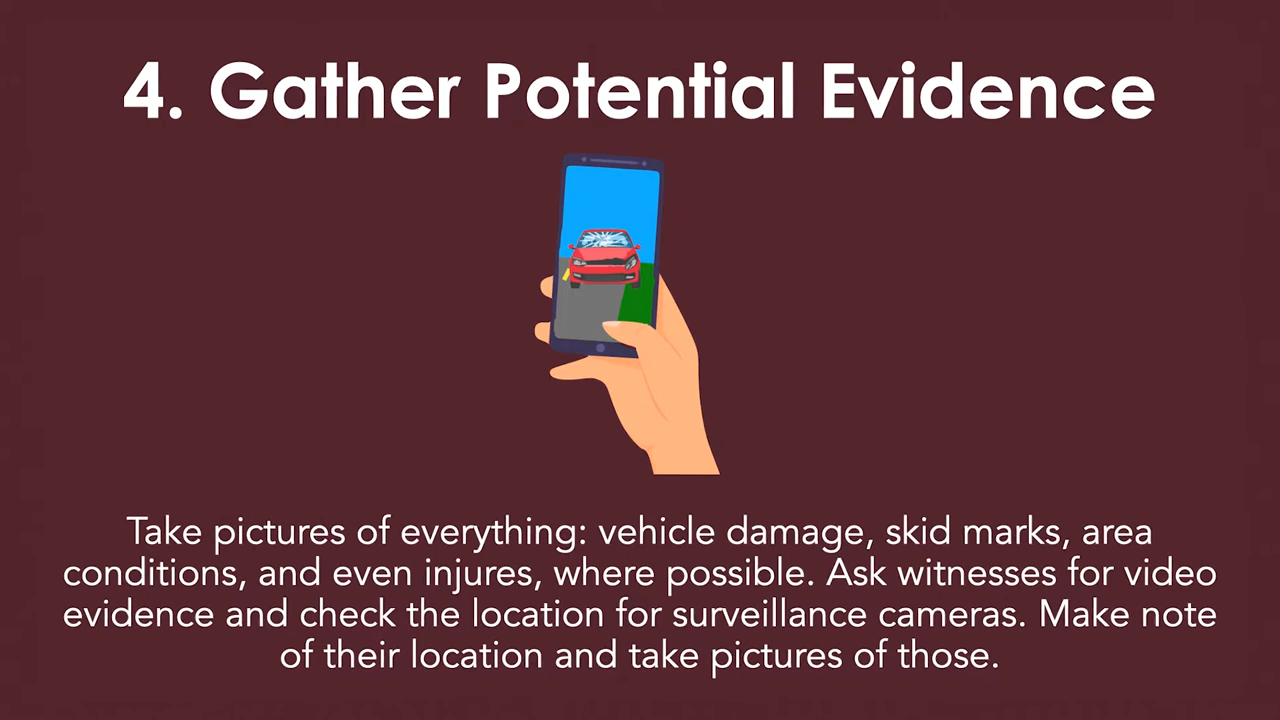 4. Gather Potential Evidence
Take pictures of everything: vehicle damage, skid marks, area
conditions, and even injures, where possible. Ask witnesses for video
evidence and check the location for surveillance cameras. Make note
of their location and take pictures of those.